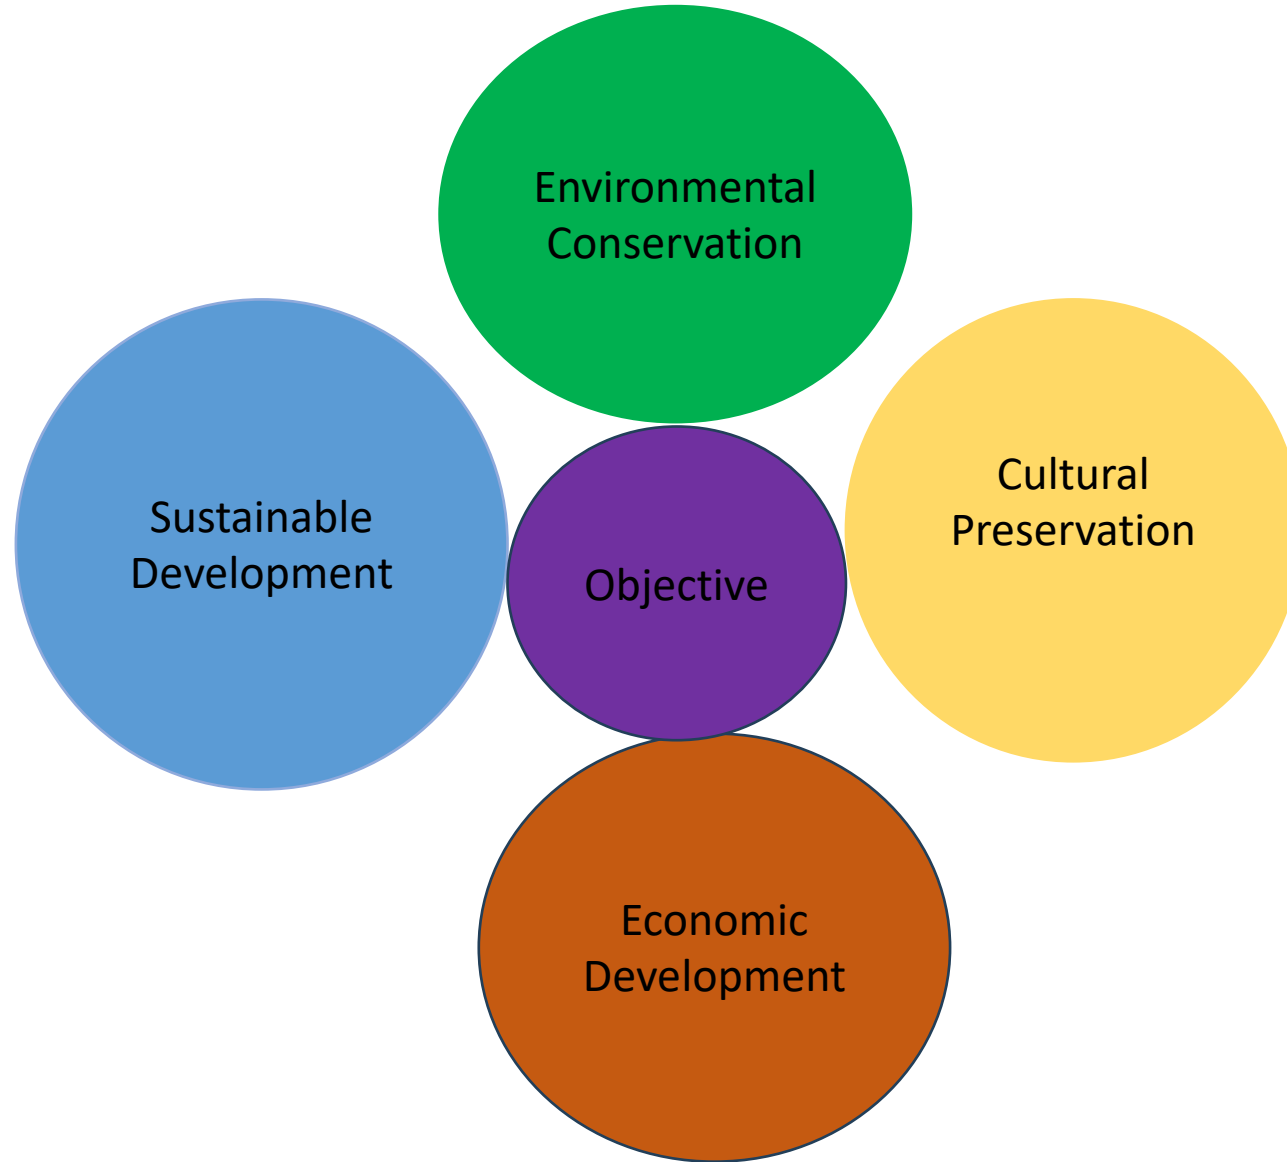 Environmental
Conservation
Sustainable
Development
Cultural
Preservation
Objective
Economic
Development